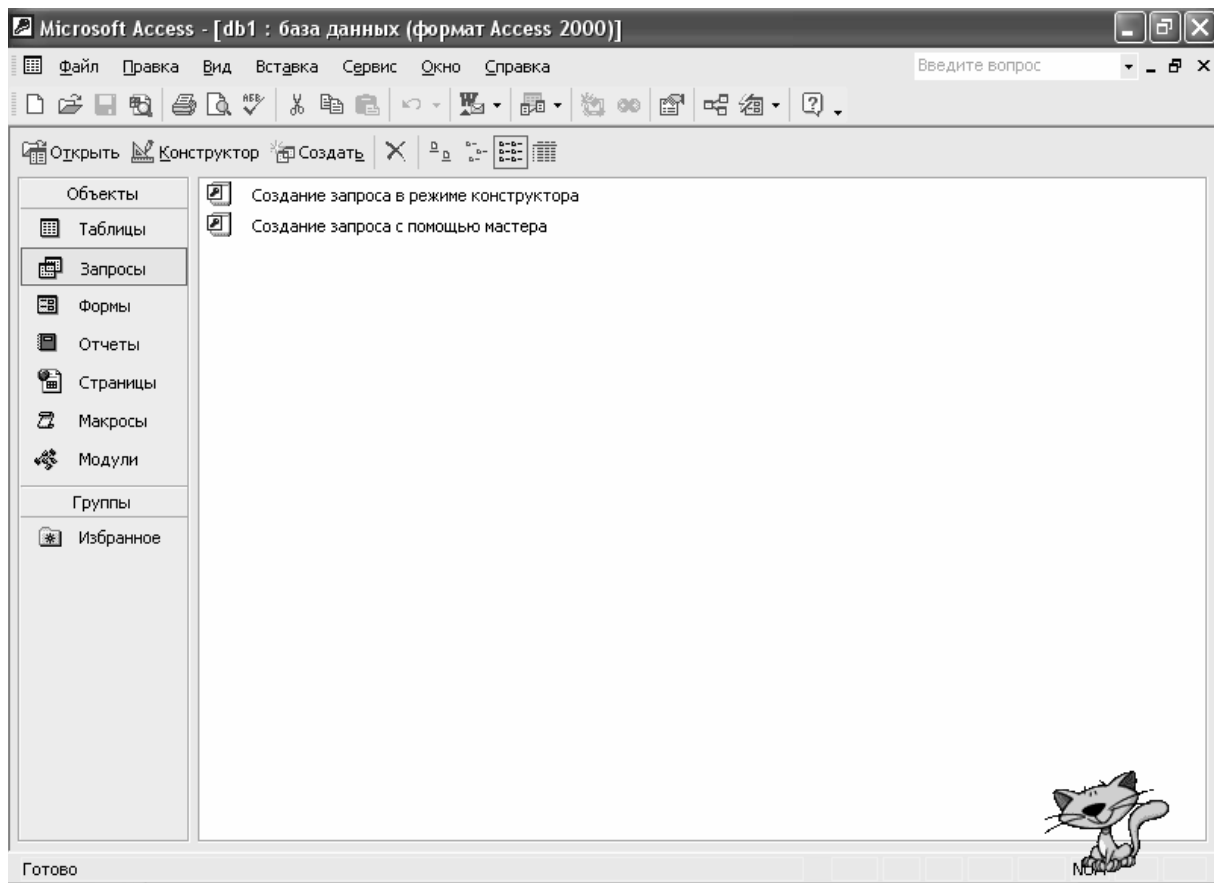 Microsoft Access - [db1 : база данных (формат Access 2000)]
Файл Правка Вид Вставка Сервис Окно Справка Введите вопрос
Открыть Конструктор Создать
Объекты
Таблицы
Запросы
Формы
Отчеты
Страницы
Макросы
Модули
Группы
Избранное
Создание запроса в режиме конструктора
Создание запроса с помощью мастера
Готово